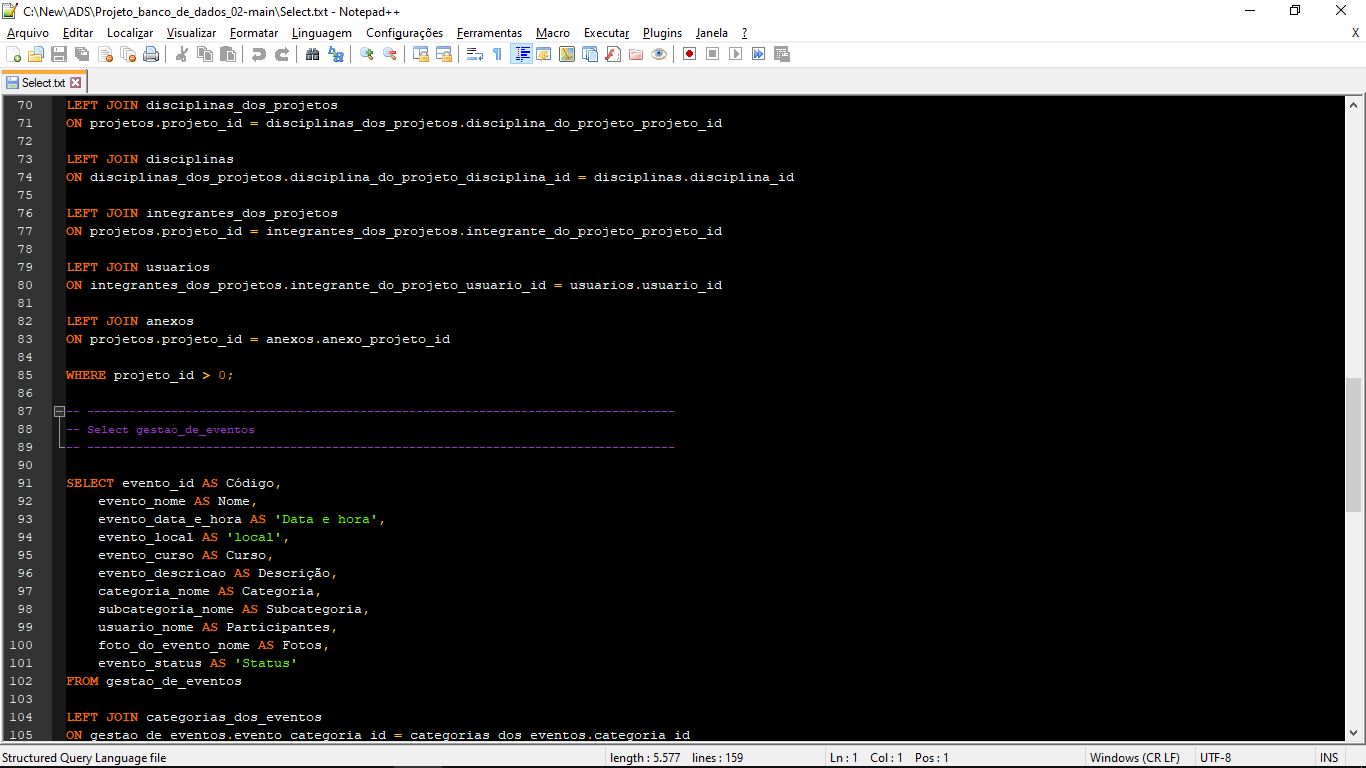 C:\New\ADS\Projeto_banco_de_dados_02-main\Select.txt - Notepad++
Arquivo Editar Localizar Visualizar Formatar Linguagem Configurações Ferramentas Macro Executar Plugins Janela ? X
Select.txt
70 LEFT JOIN disciplinas_dos_projetos
71 ON projetos.projeto_id = disciplinas_dos_projetos.disciplina_do_projeto_projeto_id
72
73 LEFT JOIN disciplinas
74 ON disciplinas_dos_projetos.disciplina_do_projeto_disciplina_id = disciplinas.disciplina_id
75
76 LEFT JOIN integrantes_dos_projetos
77 ON projetos.projeto_id = integrantes_dos_projetos.integrante_do_projeto_projeto_id
78
79 LEFT JOIN usuarios
80 ON integrantes_dos_projetos.integrante_do_projeto_usuario_id = usuarios.usuario_id
81
82 LEFT JOIN anexos
83 ON projetos.projeto_id = anexos.anexo_projeto_id
84
85 WHERE projeto_id > 0;
86
87 -- ------------------------------------------------------------------------------------
88 -- Select gestao_de_eventos
89 -- ------------------------------------------------------------------------------------
90
91 SELECT evento_id AS Código,
92 evento_nome AS Nome,
93 evento_data_e_hora AS 'Data e hora',
94 evento_local AS 'local',
95 evento_curso AS Curso,
96 evento_descricao AS Descrição,
97 categoria_nome AS Categoria,
98 subcategoria_nome AS Subcategoria,
99 usuario_nome AS Participantes,
100 foto_do_evento_nome AS Fotos,
101 evento_status AS 'Status'
102 FROM gestao_de_eventos
103
104 LEFT JOIN categorias_dos_eventos
105 ON gestao_de_eventos.evento_categoria_id = categorias_dos_eventos.categoria_id
Structured Query Language file length : 5.577 lines : 159 Ln : 1 Col : 1 Pos : 1 Windows (CR LF) UTF-8 INS